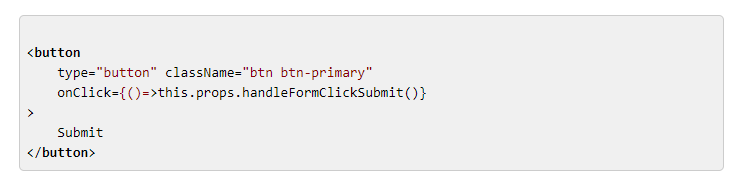 <button
    type="button" className="btn btn-primary"
    onClick={()=>this.props.handleFormClickSubmit()}
>
    Submit
</button>